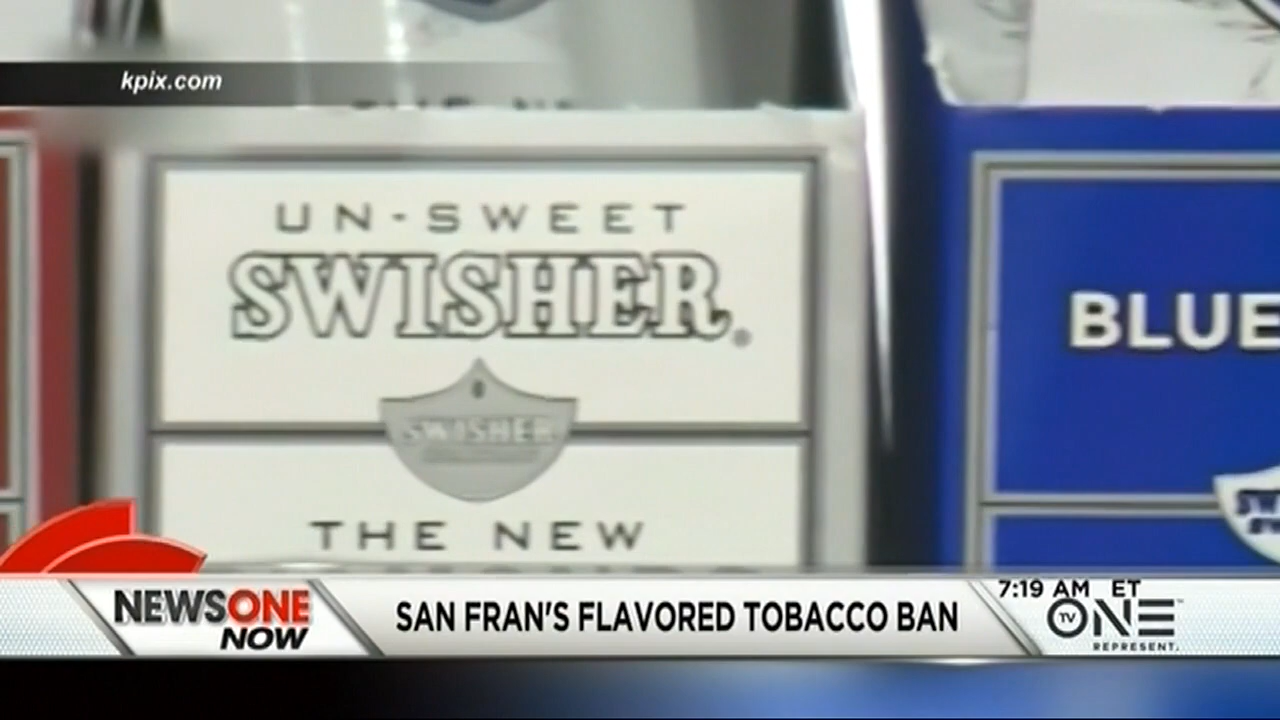 kpix.com
UN-SWEET
SWISHER®
BLUE
SWISHER
THE NEW
7:19 AM ET
NEWSONE
NOW
SAN FRAN'S FLAVORED TOBACCO BAN
TV ONE™
REPRESENT.